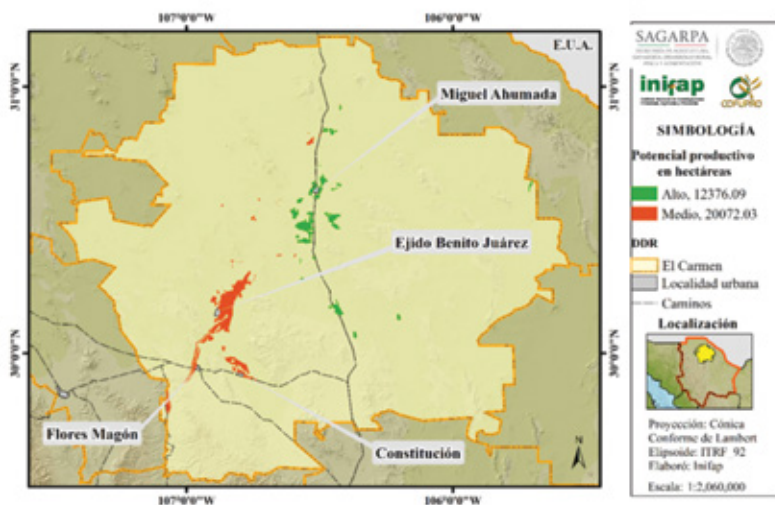 107°0'0"W
106°0'0"W
E.U.A.
31°0'0"N
31°0'0"N
Miguel Ahumada
Ejido Benito Juárez
30°0'0"N
30°0'0"N
Flores Magón
Constitución
N
107°0'0"W
106°0'0"W
SAGARPA
inifap
COFUPRO
SIMBOLOGÍA
Potencial productivo
en hectáreas
Alto, 12376.09
Medio, 20072.03
DDR
El Carmen
Localidad urbana
Caminos
Localización
Proyección: Cónica
Conforme de Lambert
Elipsoide: ITRF 92
Elaboró: Inifap
Escala: 1:2,060,000